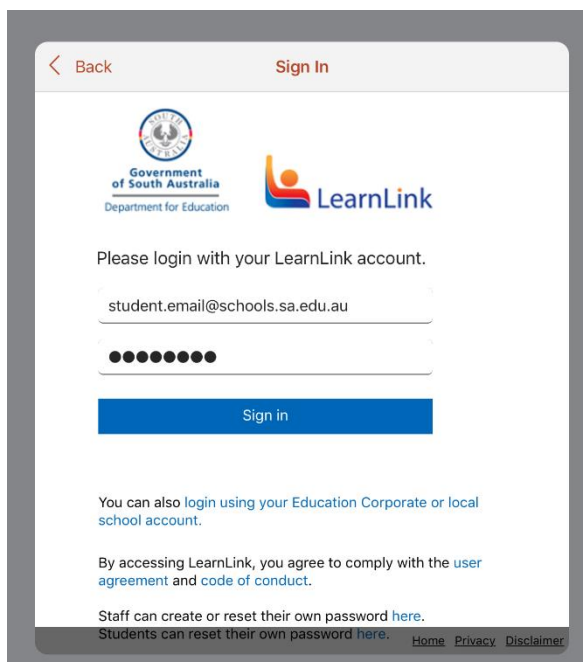 Back
Sign In
SOUTH
AUSTRALIA
Government
of South Australia
Department for Education
LearnLink
Please login with your LearnLink account.
student.email@schools.sa.edu.au
●●●●●●●●
Sign in
You can also login using your Education Corporate or local
school account.
By accessing LearnLink, you agree to comply with the user
agreement and code of conduct.
Staff can create or reset their own password here.
Students can reset their own password here.
Home Privacy Disclaimer